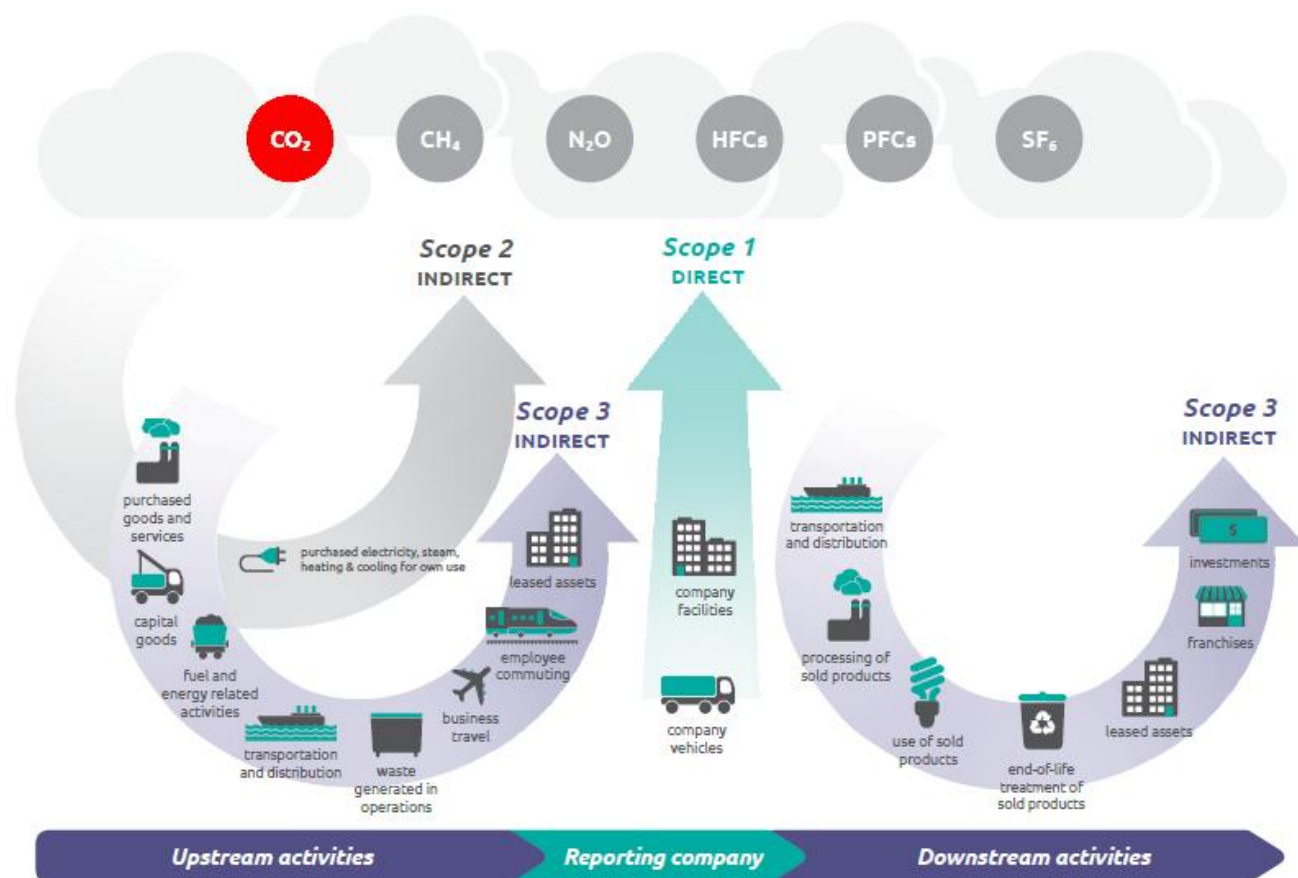 CO₂
CH₄
N₂O
HFCs
PFCs
SF₆
Scope 2
INDIRECT
Scope 1
DIRECT
Scope 3
INDIRECT
Scope 3
INDIRECT
purchased
goods and
services
capital
goods
fuel and
energy related
activities
purchased electricity, steam,
heating & cooling for own use
transportation
and distribution
waste
generated in
operations
business
travel
employee
commuting
leased assets
company
facilities
company
vehicles
transportation
and distribution
processing of
sold products
use of sold
products
end-of-life
treatment of
sold products
leased assets
franchises
$
investments
Upstream activities
Reporting company
Downstream activities